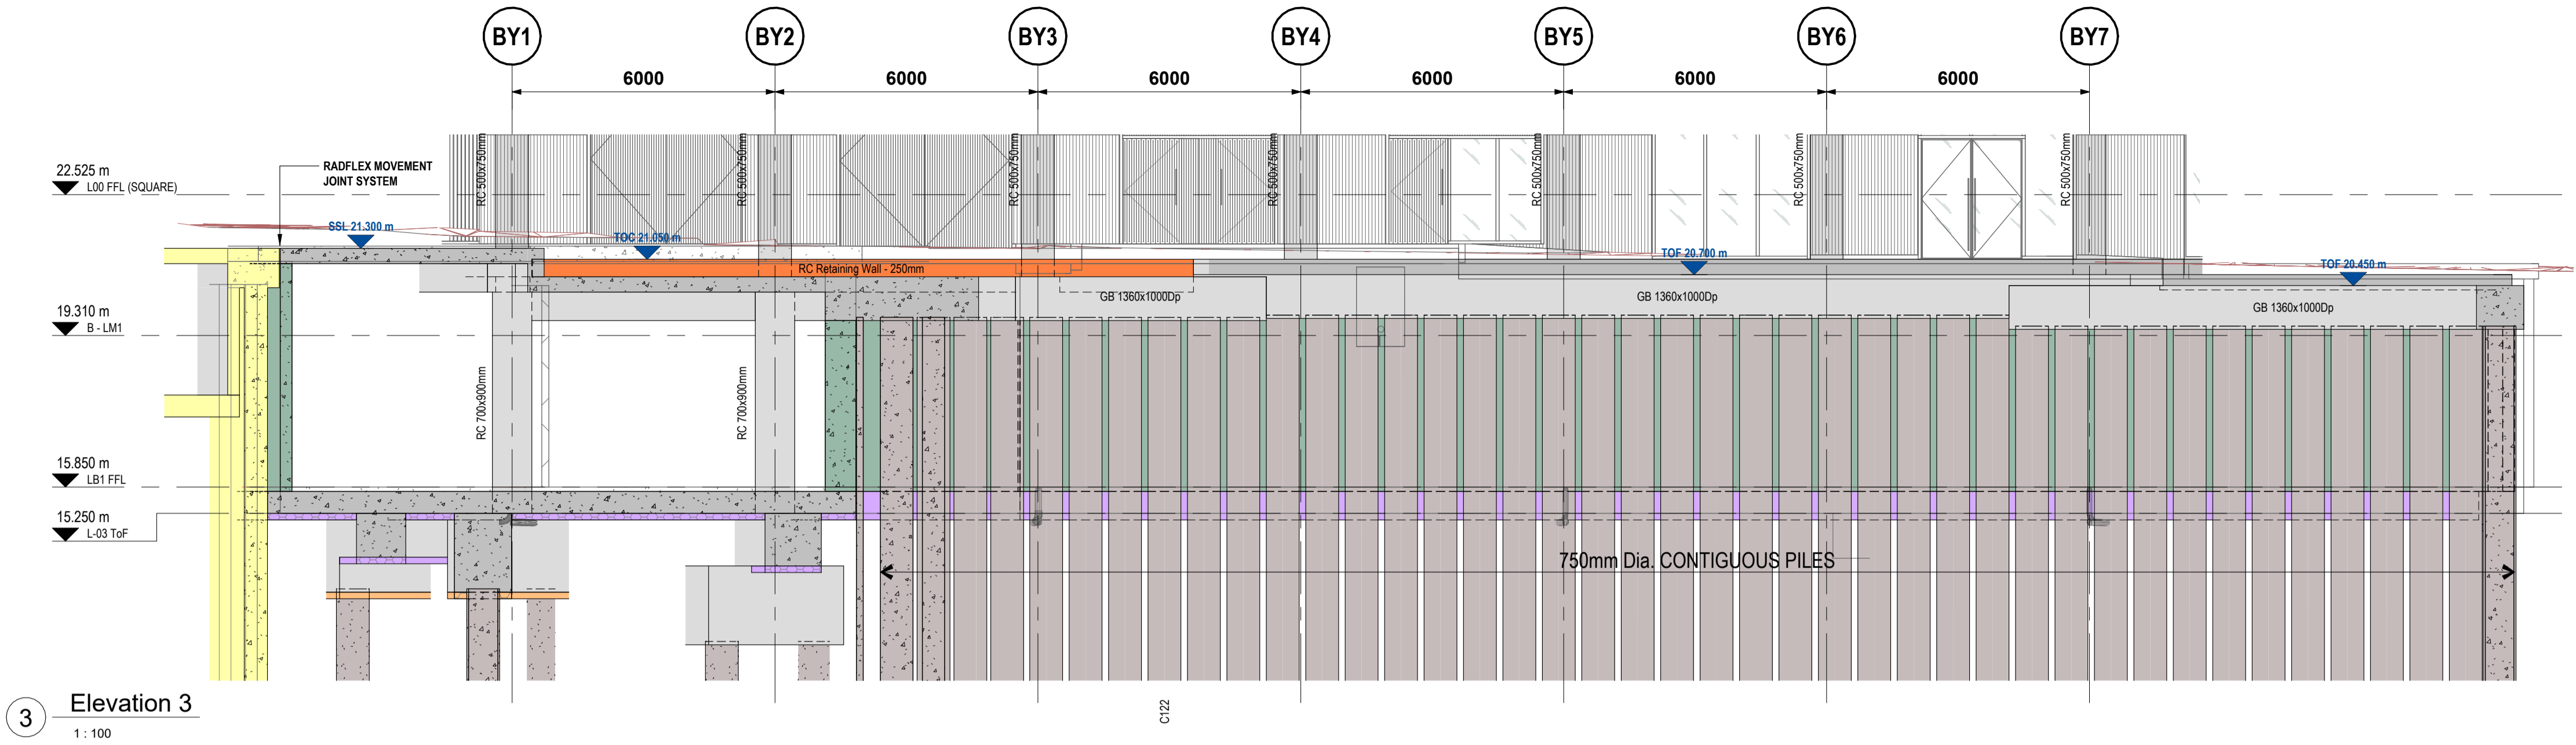 BY1 BY2 BY3 BY4 BY5 BY6 BY7
6000 6000 6000 6000 6000 6000
RC 500x750mm RC 500x750mm RC 500x750mm RC 500x750mm RC 500x750mm RC 500x750mm RC 500x750mm
RADFLEX MOVEMENT
JOINT SYSTEM
22.525 m
L00 FFL (SQUARE)
SSL 21.300 m
TOC 21.050 m
TOF 20.700 m
TOF 20.450 m
RC Retaining Wall - 250mm
GB 1360x1000Dp
GB 1360x1000Dp
GB 1360x1000Dp
19.310 m
B - LM1
RC 700x900mm
RC 700x900mm
15.850 m
LB1 FFL
15.250 m
L-03 ToF
750mm Dia. CONTIGUOUS PILES
C122
3
Elevation 3
1 : 100